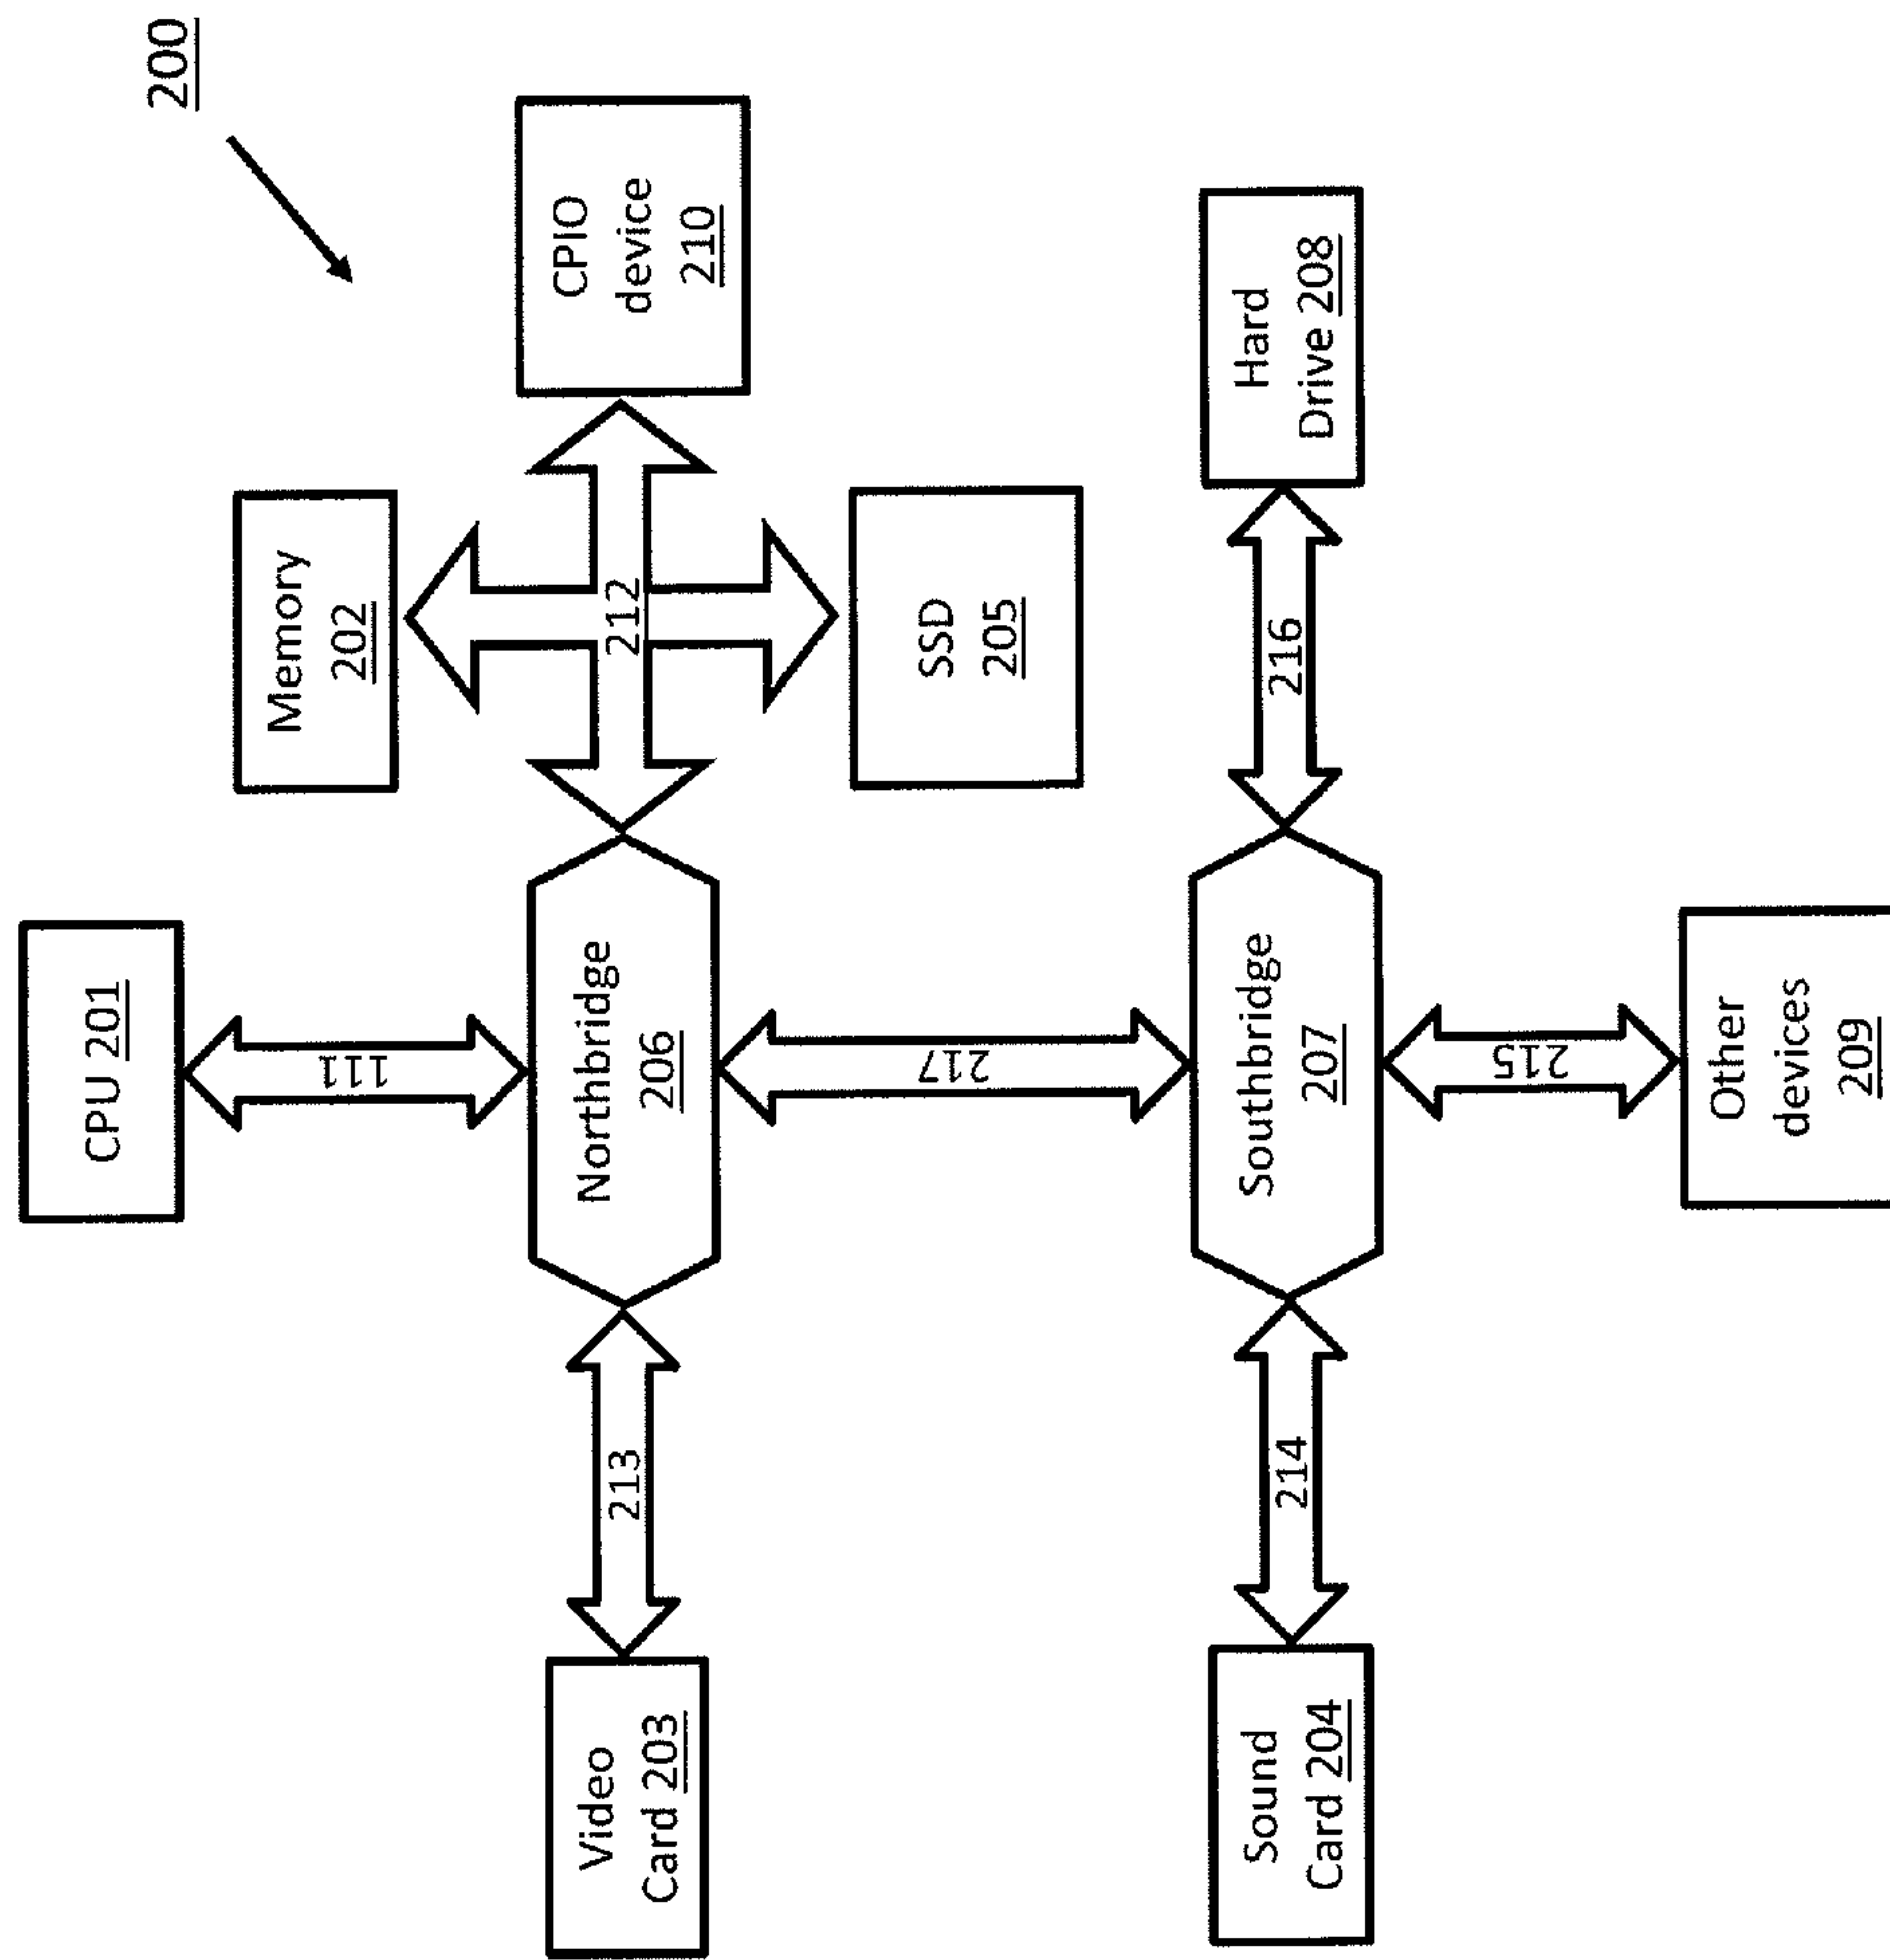 200
CPU 201
111
Memory
202
Video
Card 203
213
Northbridge
206
212
CPIO
device
210
SSD
205
217
Sound
Card 204
214
Southbridge
207
216
Hard
Drive 208
215
Other
devices
209